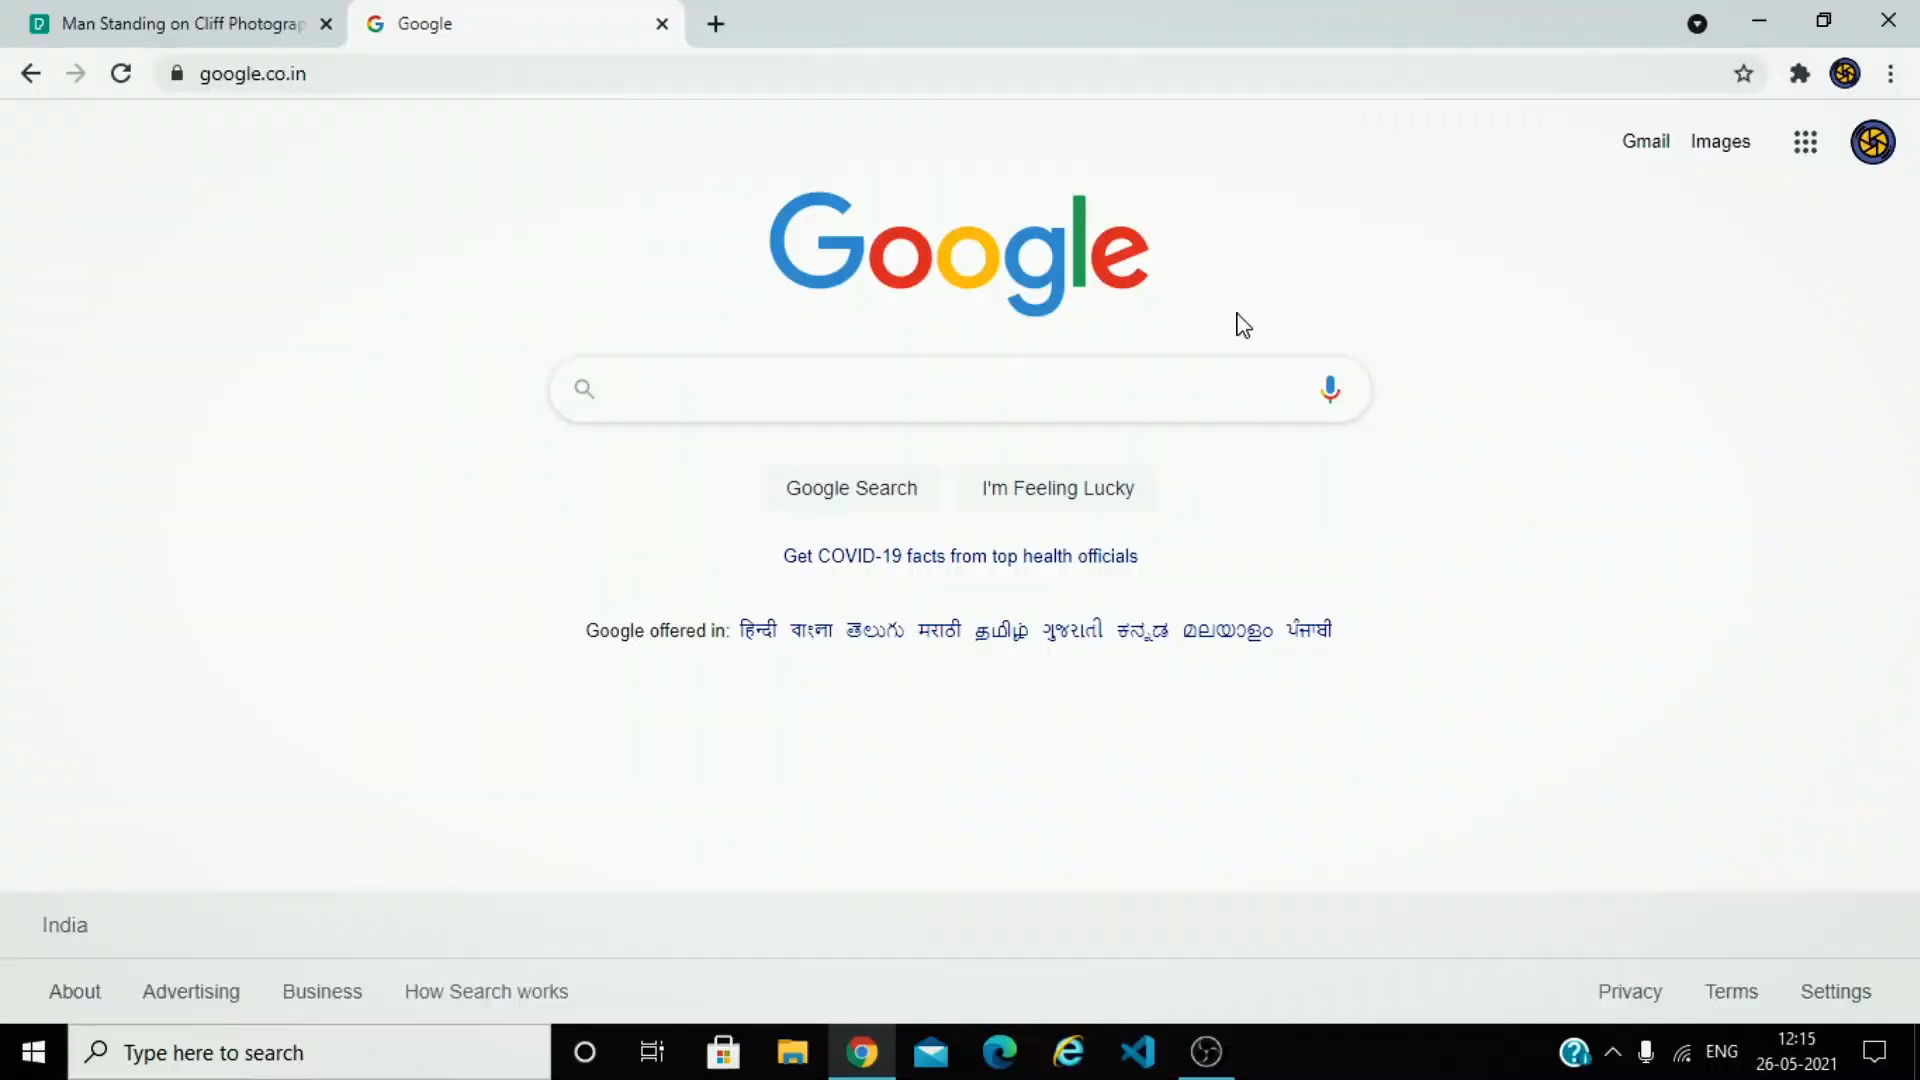 Man Standing on Cliff Photograp
Google
google.co.in
Gmail Images
Google
Google Search I'm Feeling Lucky
Get COVID-19 facts from top health officials
Google offered in: हिन्दी বাংলা తెలుగు मराठी தமிழ் ગુજરાતી ಕನ್ನಡ മലയാളം ਪੰਜਾਬੀ
India
About Advertising Business How Search works Privacy Terms Settings
Type here to search
ENG
12:15
26-05-2021